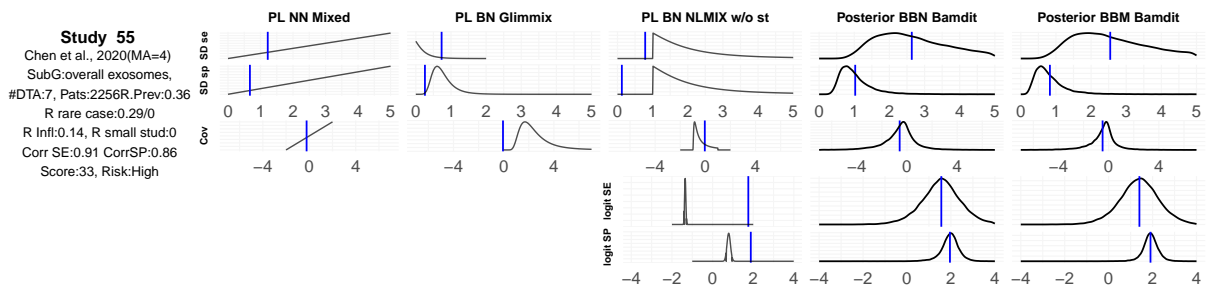 PL NN Mixed
PL BN Glimmix
PL BN NLMIX w/o st
Posterior BBN Bamdit
Posterior BBM Bamdit
Study 55
Chen et al., 2020(MA=4)
SubG:overall exosomes,
#DTA:7, Pats:2256R.Prev:0.36
R rare case:0.29/0
R Infl:0.14, R small stud:0
Corr SE:0.91 CorrSP:0.86
Score:33, Risk:High
SD se
SD sp
0 1 2 3 4 5
0 1 2 3 4 5
0 1 2 3 4 5
0 1 2 3 4 5
0 1 2 3 4 5
Cov
−4 0 4
−4 0 4
−4 0 4
−4 0 4
−4 0 4
logit SE
logit SP
−4 −2 0 2 4
−4 −2 0 2 4
−4 −2 0 2 4